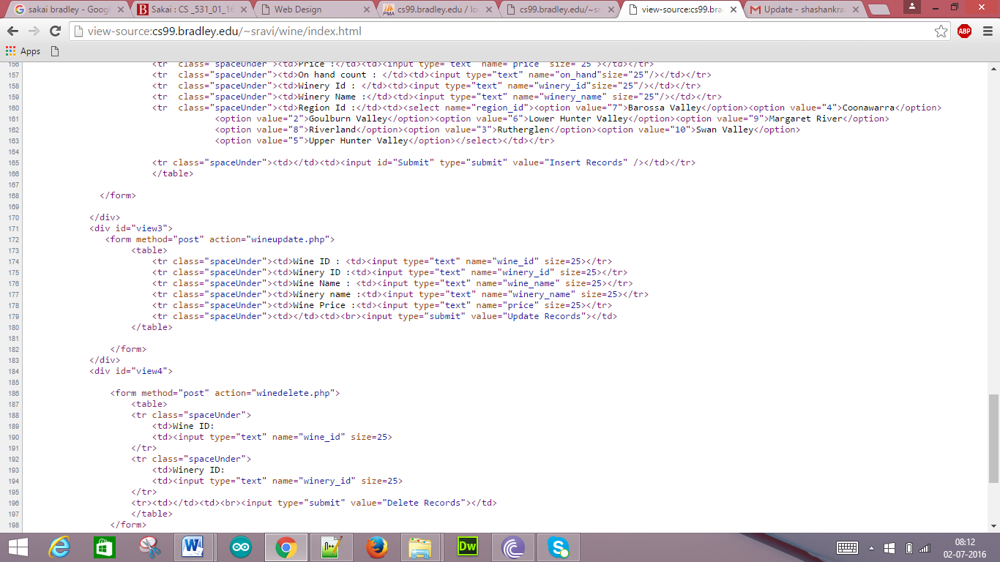 sakai bradley - Goog
Sakai : CS _531_01_16
Web Design
cs99.bradley.edu / lo
cs99.bradley.edu/~sr
view-source:cs99.bra
Update - shashankra
view-source:cs99.bradley.edu/~sravi/wine/index.html
ABP
Apps
156 <tr  class="spaceUnder"><td>Price :</td><td><input type="text" name="price" size="25"></td></tr>
157 <tr  class="spaceUnder"><td>On hand count : </td><td><input type="text" name="on_hand"size="25"/></td></tr>
158 <tr  class="spaceUnder"><td>Winery Id : </td><td><input type="text" name="winery_id"size="25"/></td></tr>
159 <tr  class="spaceUnder"><td>Winery Name :</td><td><input type="text" name="winery_name" size="25"/></td></tr>
160 <tr  class="spaceUnder"><td>Region Id :</td><td><select name="region_id"><option value="7">Barossa Valley</option><option value="4">Coonawarra</option>
161 <option value="2">Goulburn Valley</option><option value="6">Lower Hunter Valley</option><option value="9">Margaret River</option>
162 <option value="8">Riverland</option><option value="3">Rutherglen</option><option value="10">Swan Valley</option>
163 <option value="5">Upper Hunter Valley</option></select></td></tr>
164
165 <tr class="spaceUnder"><td></td><td><input id="Submit" type="submit" value="Insert Records" /></td></tr>
166 </table>
167
168 </form>
169
170 </div>
171 <div id="view3">
172 <form method="post" action="wineupdate.php">
173 <table>
174 <tr class="spaceUnder"><td>Wine ID : <td><input type="text" name="wine_id" size=25></tr>
175 <tr class="spaceUnder"><td>Winery ID :<td><input type="text" name="winery_id" size=25></tr>
176 <tr class="spaceUnder"><td>Wine Name : <td><input type="text" name="wine_name" size=25></tr>
177 <tr class="spaceUnder"><td>Winery name :<td><input type="text" name="winery_name" size=25></tr>
178 <tr class="spaceUnder"><td>Wine Price :<td><input type="text" name="price" size=25></tr>
179 <tr class="spaceUnder"><td></td><td><br><input type="submit" value="Update Records"></td>
180 </table>
181
182 </form>
183 </div>
184 <div id="view4">
185
186 <form method="post" action="winedelete.php">
187 <table>
188 <tr class="spaceUnder">
189 <td>Wine ID:
190 <td><input type="text" name="wine_id" size=25>
191 </tr>
192 <tr class="spaceUnder">
193 <td>Winery ID:
194 <td><input type="text" name="winery_id" size=25>
195 </tr>
196 <tr><td></td><td><br><input type="submit" value="Delete Records"></td>
197 </table>
198 </form>
08:12
02-07-2016